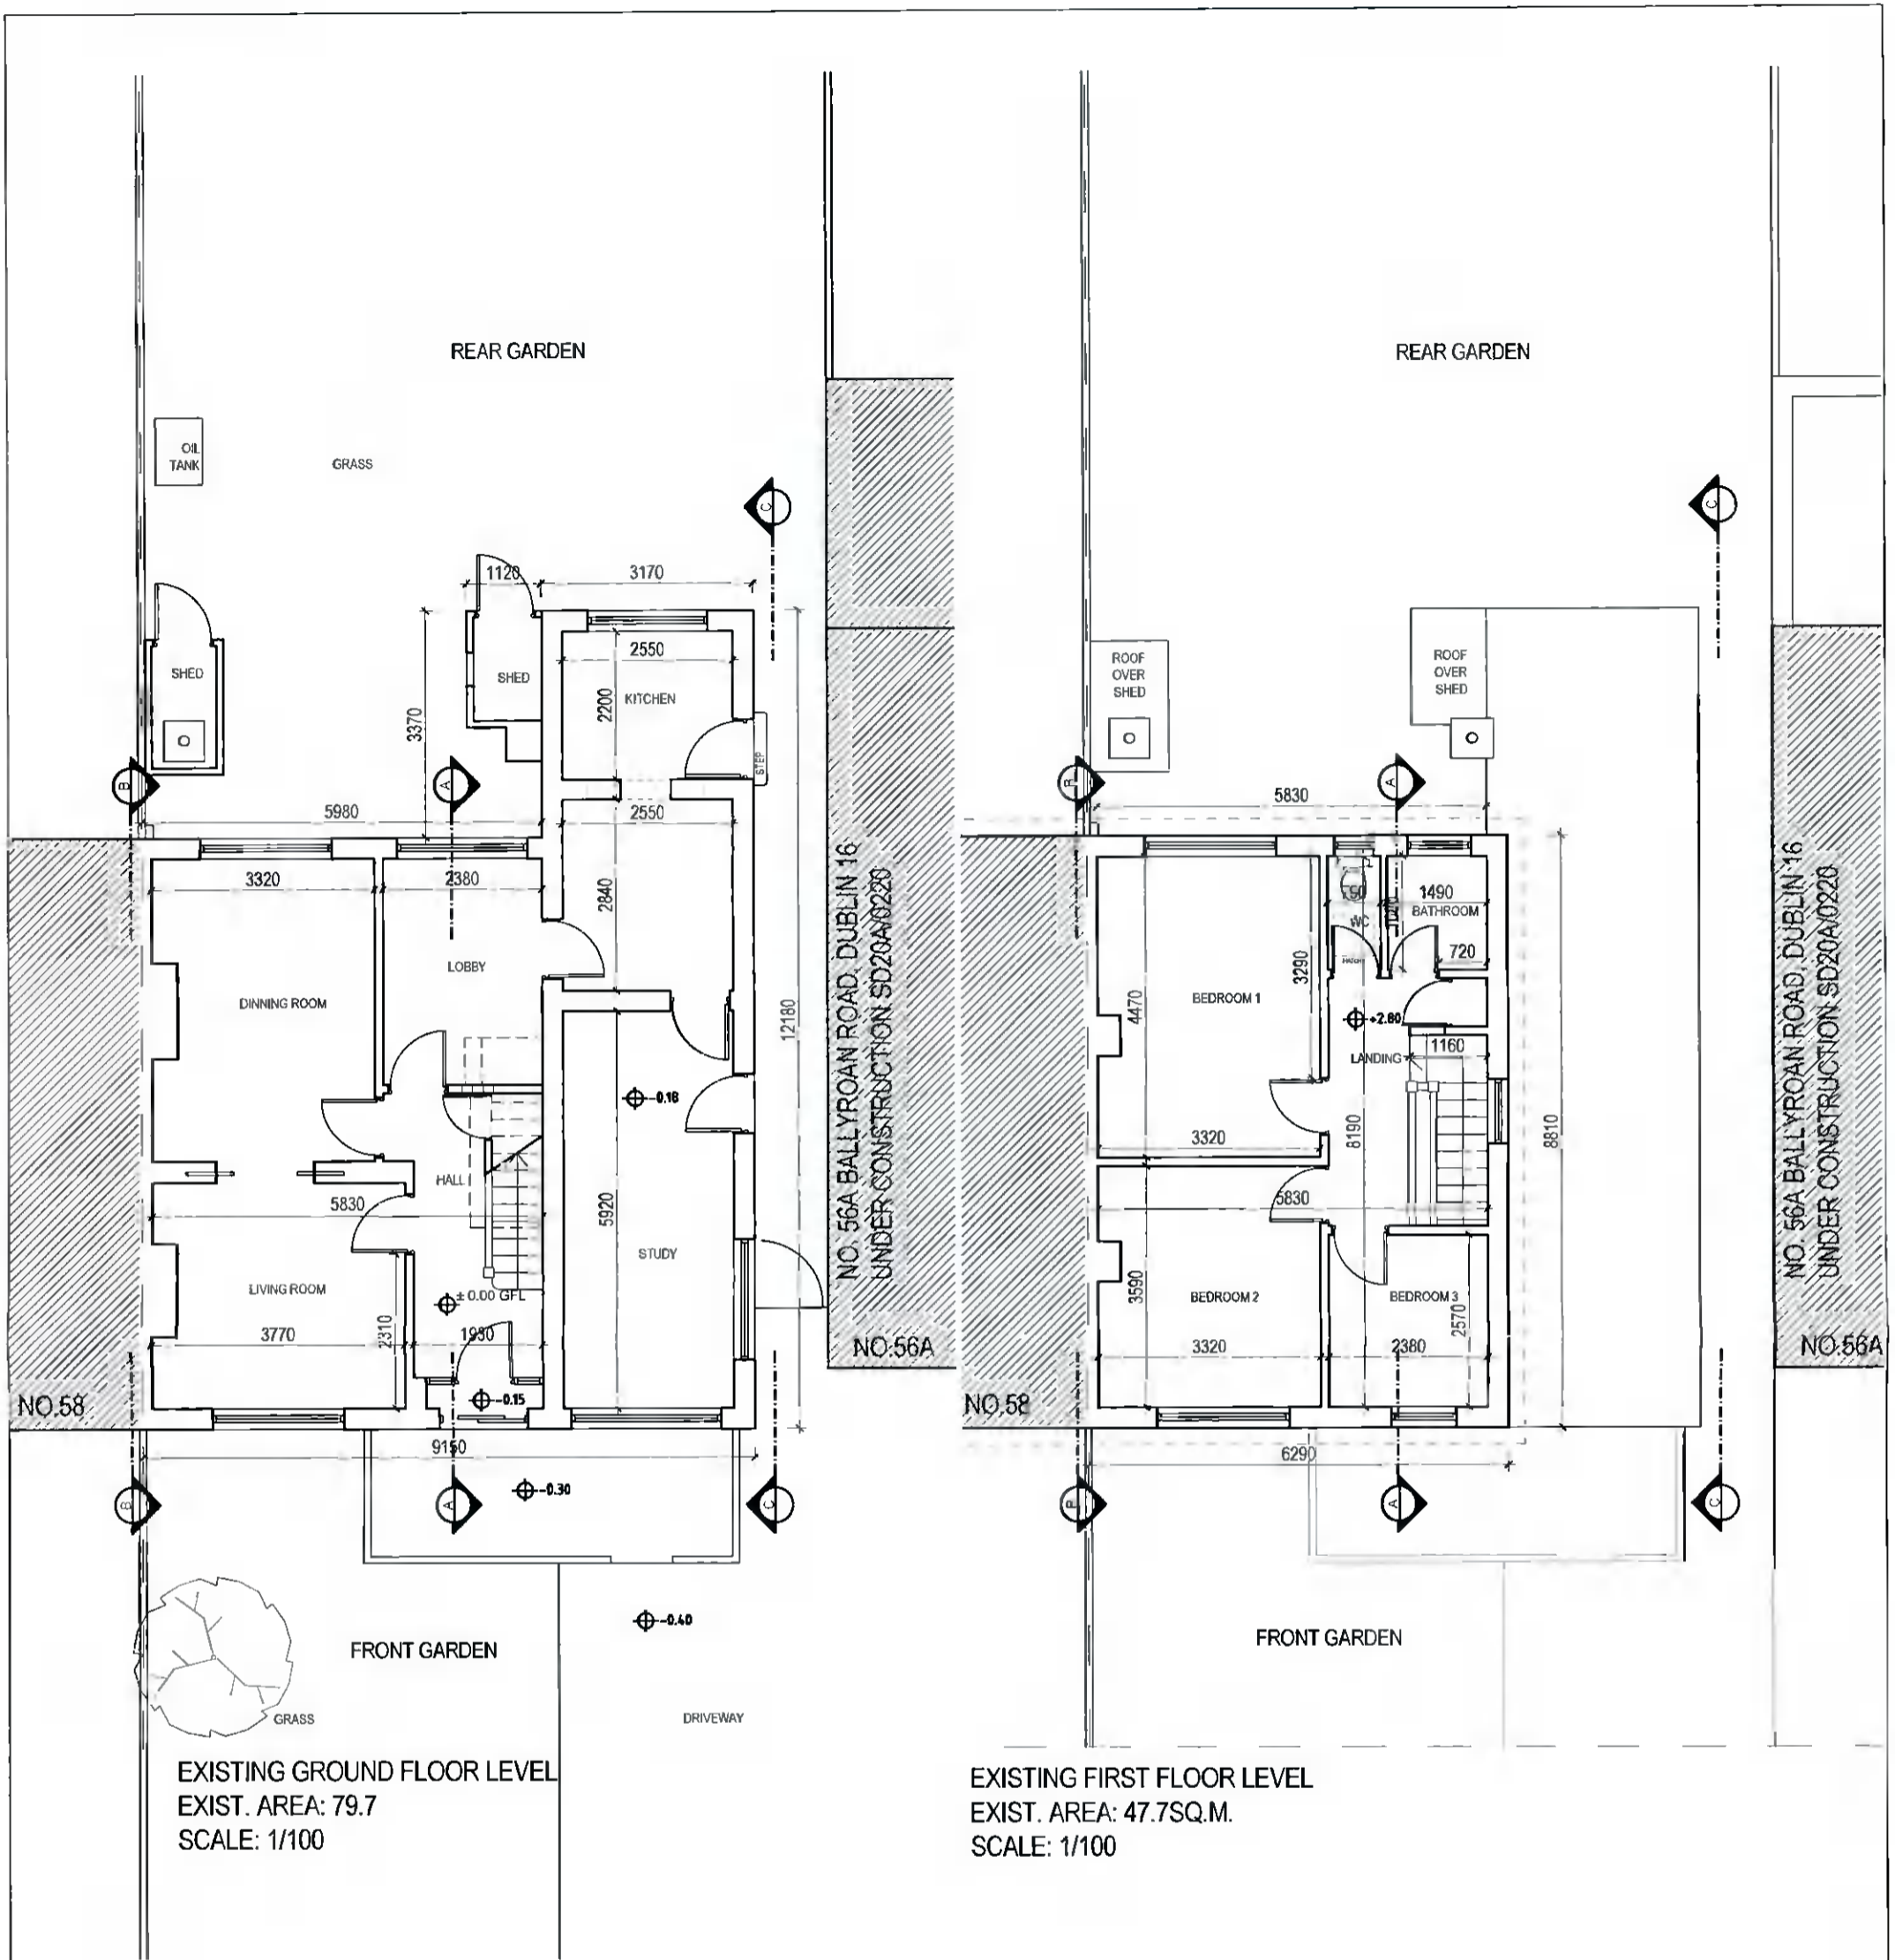 REAR GARDEN
OIL
TANK
GRASS
C
1120
3170
SHED
SHED
2550
KITCHEN
2200
3370
STEP
B
A
5980
2550
3320
2380
2840
LOBBY
DINNING ROOM
12180
-0.18
HALL
5830
5920
STUDY
LIVING ROOM
± 0.00 GFL
3770
2310
1930
-0.15
NO.58
9150
-0.30
B
A
C
NO. 56A BALLYROAN ROAD, DUBLIN 16
UNDER CONSTRUCTION SD20A/0220
NO.56A
-0.40
FRONT GARDEN
GRASS
DRIVEWAY
EXISTING GROUND FLOOR LEVEL
EXIST. AREA: 79.7
SCALE: 1/100
REAR GARDEN
C
ROOF
OVER
SHED
ROOF
OVER
SHED
A
5830
1490
WC
BATHROOM
720
3290
4470
BEDROOM 1
+2.80
LANDING
1160
3320
8190
8810
5830
3590
BEDROOM 2
BEDROOM 3
2570
3320
2380
NO.58
6290
A
C
NO. 56A BALLYROAN ROAD, DUBLIN 16
UNDER CONSTRUCTION SD20A/0220
NO.56A
FRONT GARDEN
EXISTING FIRST FLOOR LEVEL
EXIST. AREA: 47.7SQ.M.
SCALE: 1/100